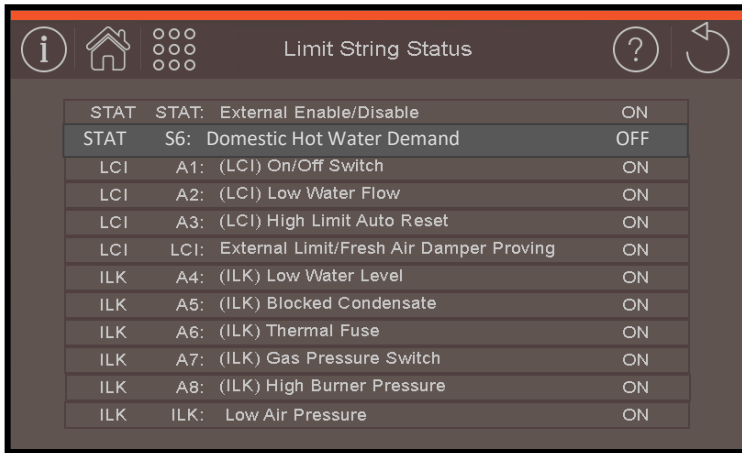 i Limit String Status ?
STAT STAT: External Enable/Disable ON
STAT S6: Domestic Hot Water Demand OFF
LCI A1: (LCI) On/Off Switch ON
LCI A2: (LCI) Low Water Flow ON
LCI A3: (LCI) High Limit Auto Reset ON
LCI LCI: External Limit/Fresh Air Damper Proving ON
ILK A4: (ILK) Low Water Level ON
ILK A5: (ILK) Blocked Condensate ON
ILK A6: (ILK) Thermal Fuse ON
ILK A7: (ILK) Gas Pressure Switch ON
ILK A8: (ILK) High Burner Pressure ON
ILK ILK: Low Air Pressure ON